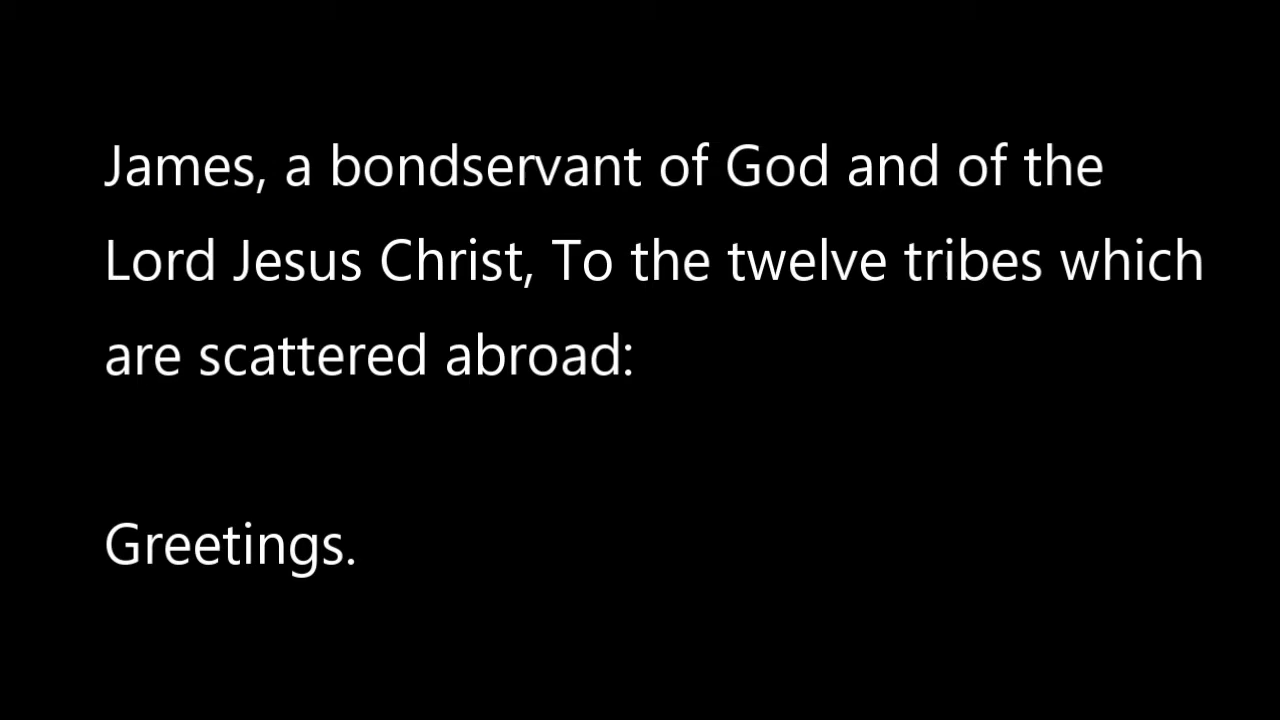 James, a bondservant of God and of the
Lord Jesus Christ, To the twelve tribes which
are scattered abroad:
Greetings.